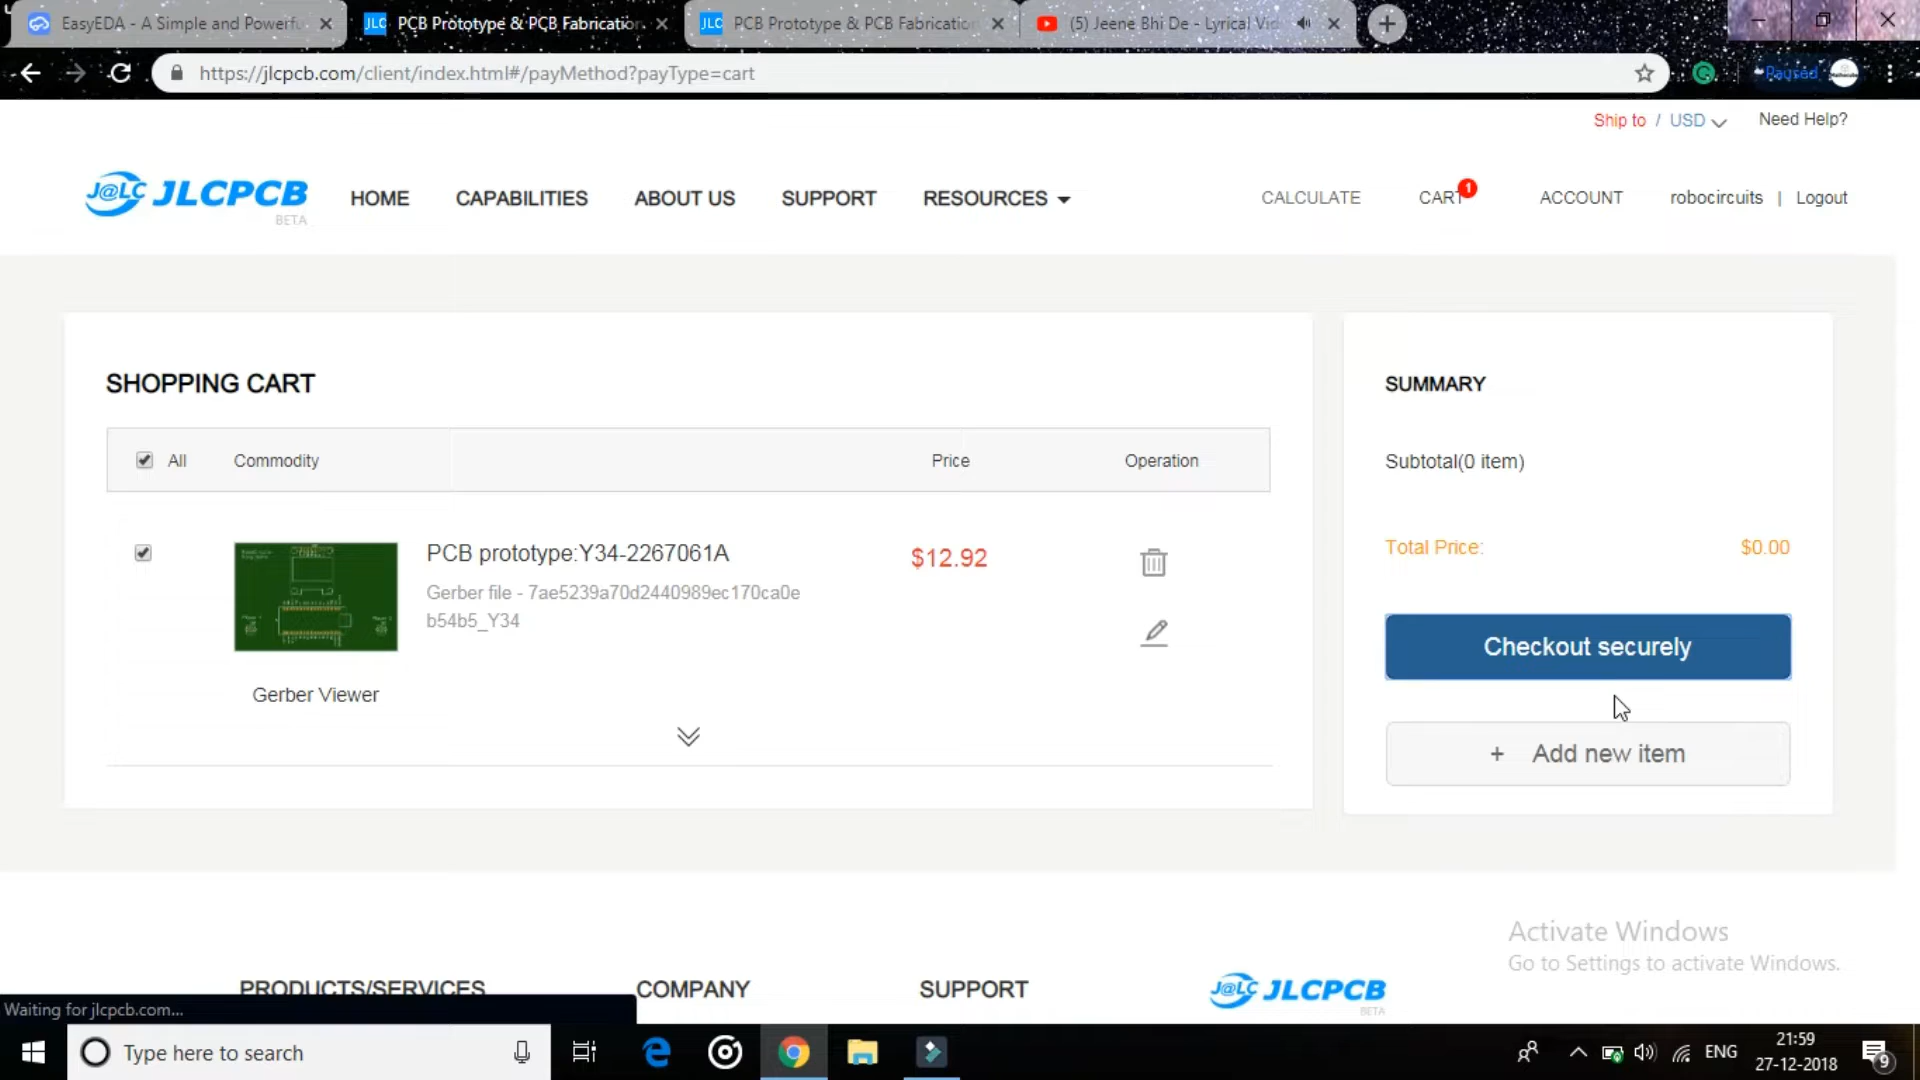 EasyEDA - A Simple and Powerfu
PCB Prototype & PCB Fabrication
PCB Prototype & PCB Fabrication
(5) Jeene Bhi De - Lyrical Vid
https://jlcpcb.com/client/index.html#/payMethod?payType=cart
Paused
Ship to / USD
Need Help?
J@LC JLCPCB
BETA
HOME
CAPABILITIES
ABOUT US
SUPPORT
RESOURCES
CALCULATE
CART 1
ACCOUNT
robocircuits | Logout
SHOPPING CART
All
Commodity
Price
Operation
PCB prototype:Y34-2267061A
Gerber file - 7ae5239a70d2440989ec170ca0e
b54b5_Y34
$12.92
Gerber Viewer
SUMMARY
Subtotal(0 item)
Total Price:
$0.00
Checkout securely
+ Add new item
Activate Windows
Go to Settings to activate Windows.
PRODUCTS/SERVICES
COMPANY
SUPPORT
J@LC JLCPCB
BETA
Waiting for jlcpcb.com...
Type here to search
ENG
21:59
27-12-2018
9